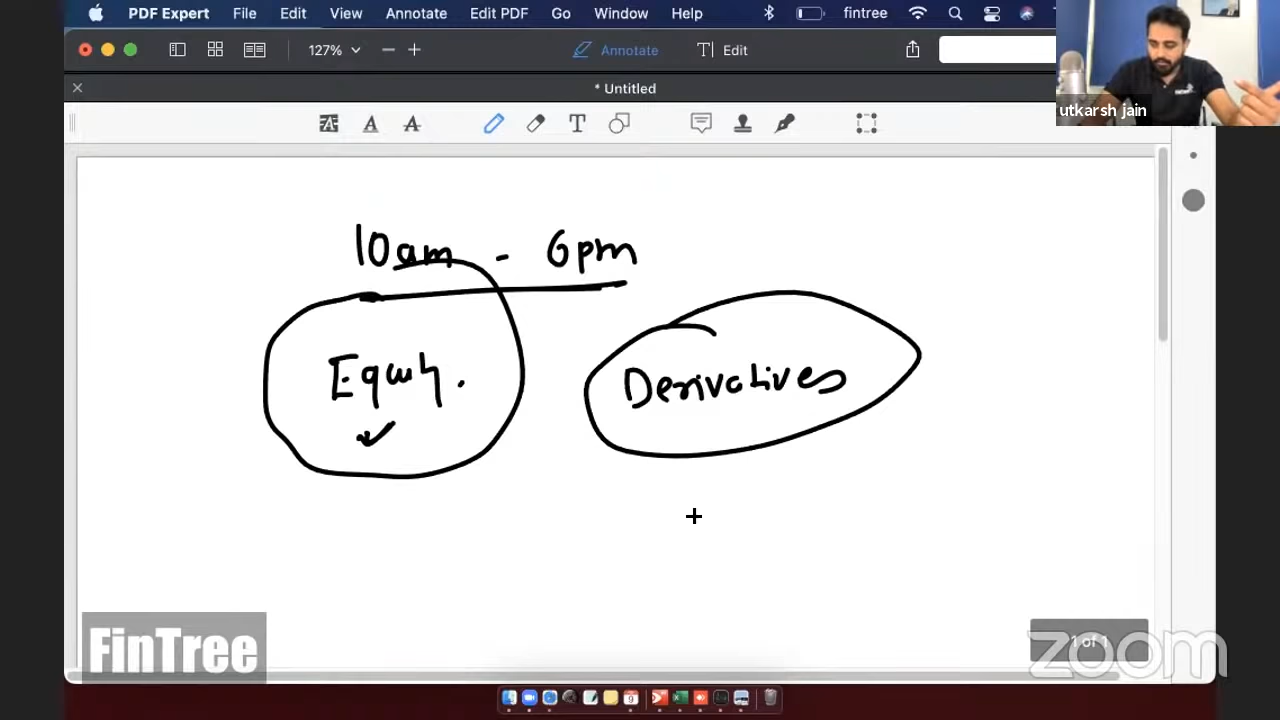 PDF Expert File Edit View Annotate Edit PDF Go Window Help fintree
127% Annotate T Edit
* Untitled
utkarsh jain
A A T
10am - 6pm
Equity.
Derivatives
FinTree
1 of 1
zoom
9